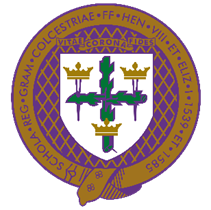 SCHOLA • REG • GRAM • COLCESTRIAE • FF • HEN • VIII • ET • ELIZ • I • 1539 • ET • 1585
VITAE CORONA FIDES